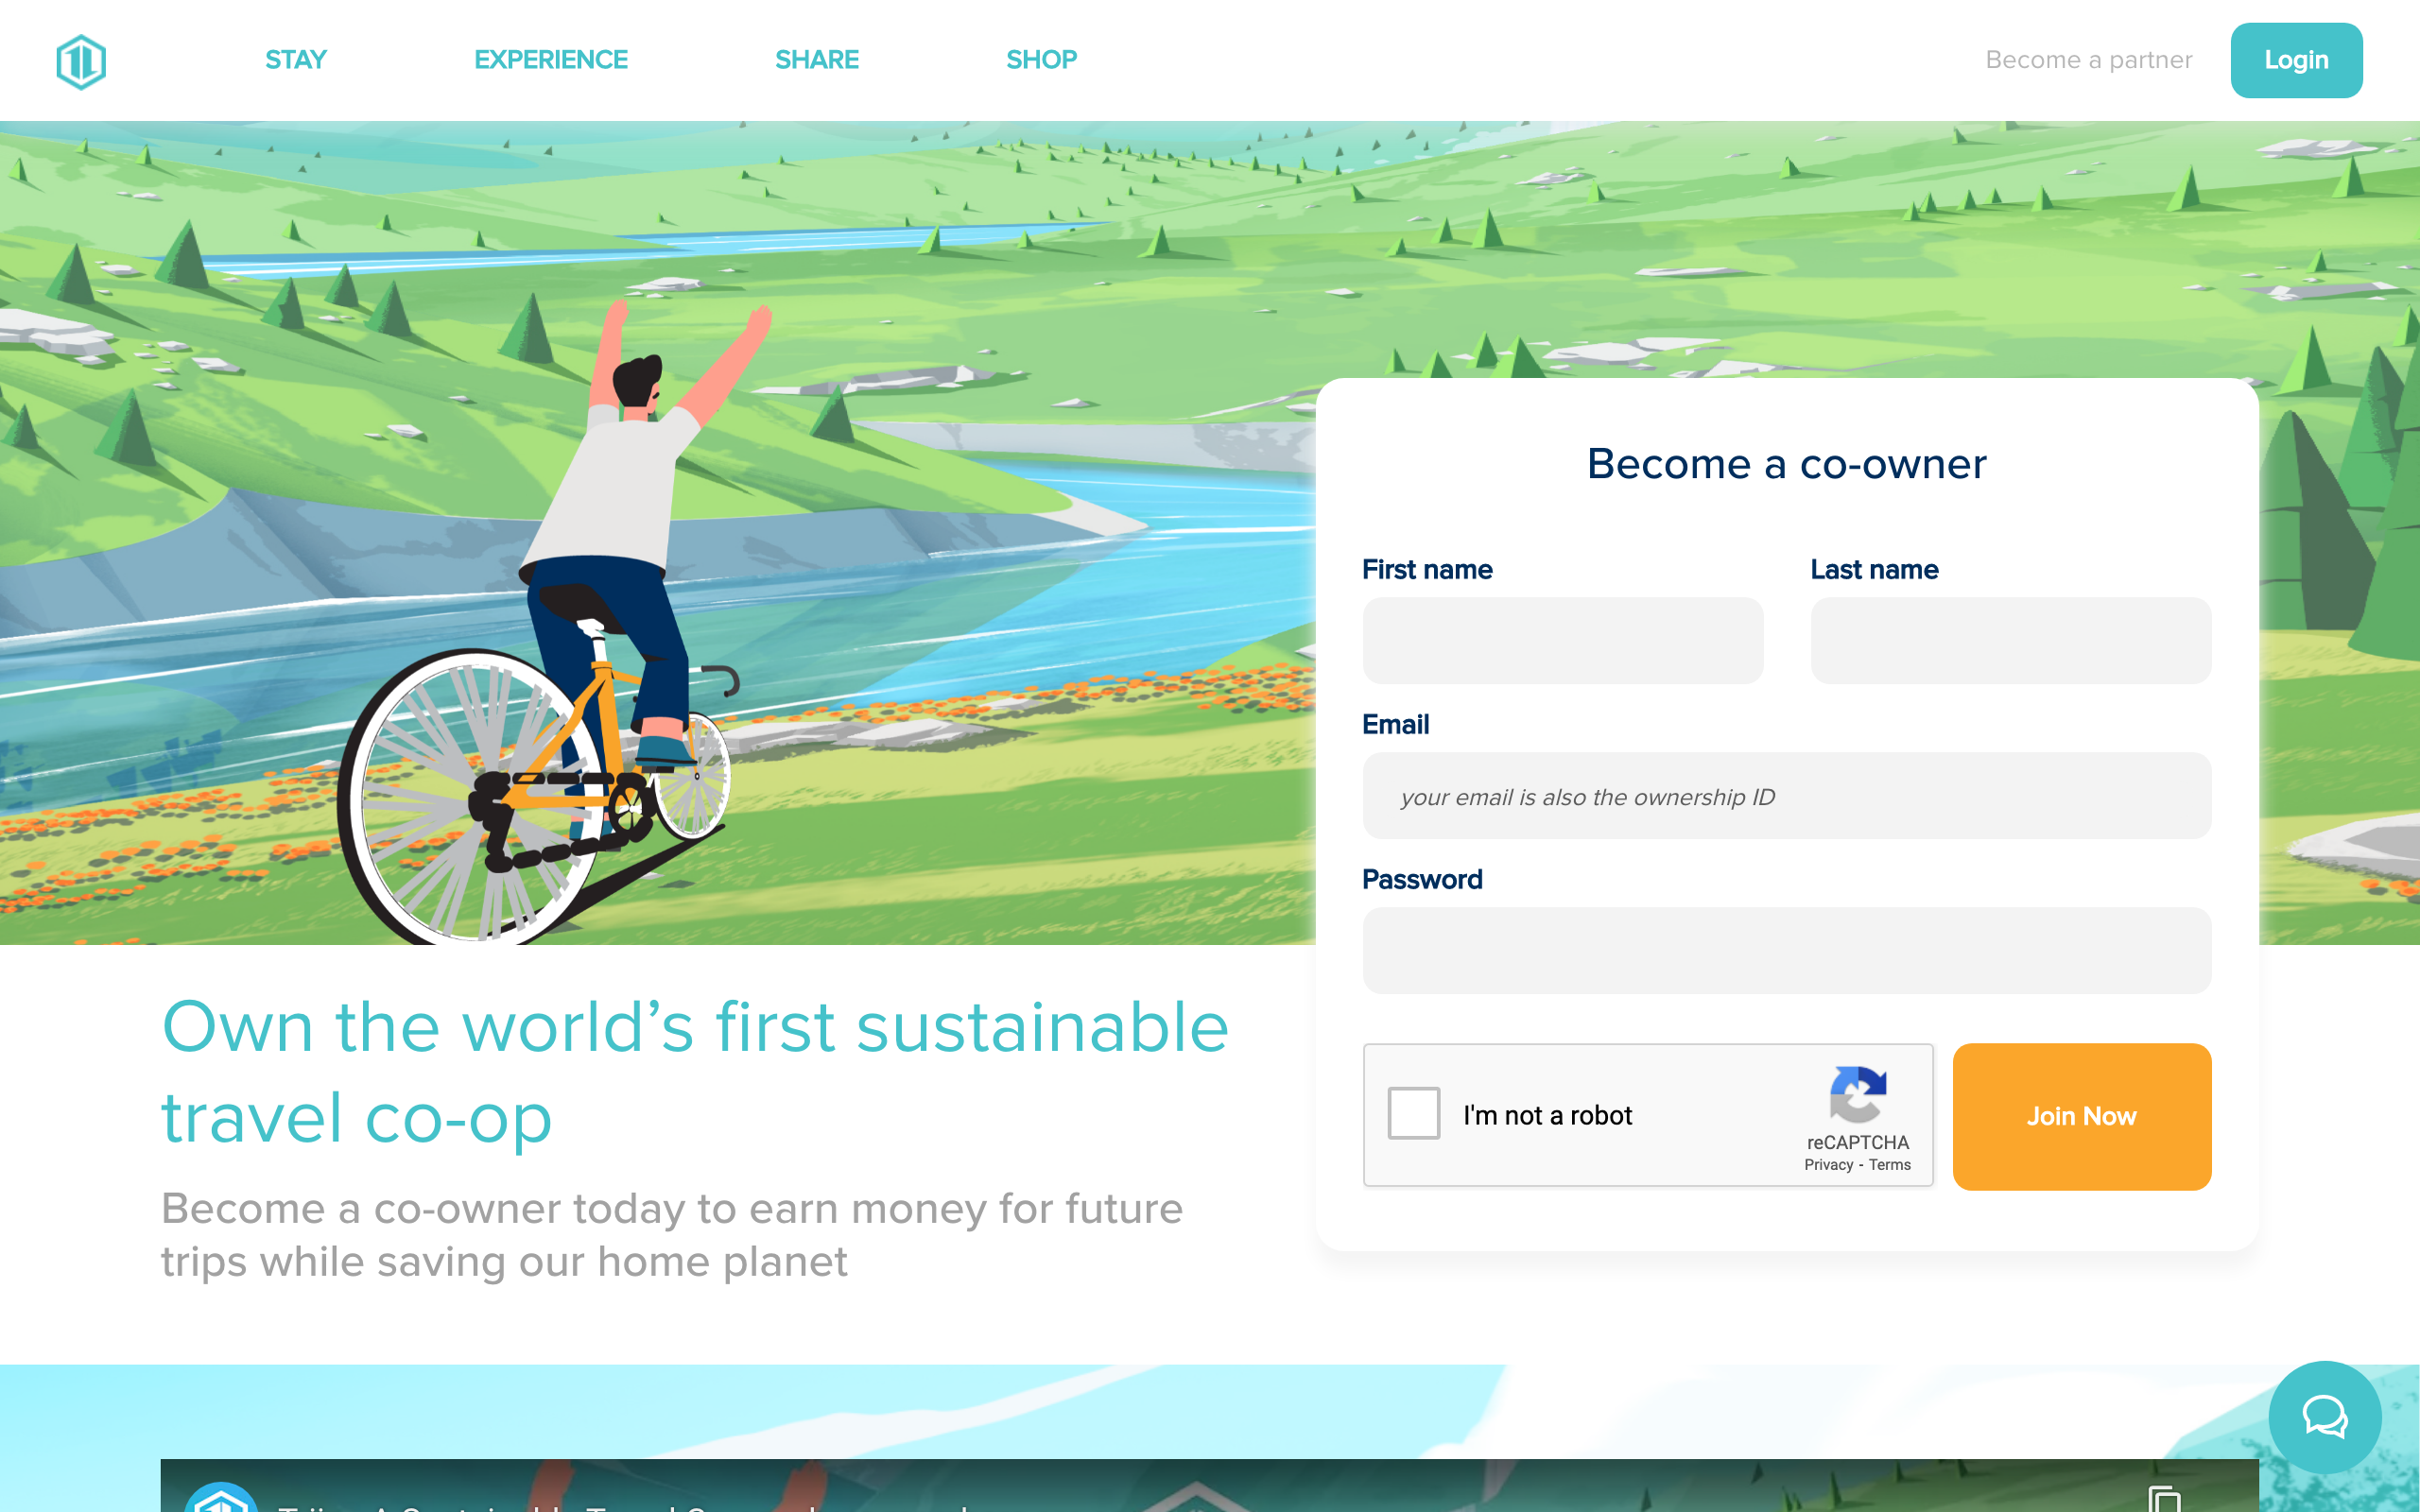 STAY EXPERIENCE SHARE SHOP Become a partner Login
Become a co-owner
First name Last name
Email
your email is also the ownership ID
Password
I'm not a robot
reCAPTCHA
Privacy - Terms
Join Now
Own the world’s first sustainable
travel co-op
Become a co-owner today to earn money for future
trips while saving our home planet